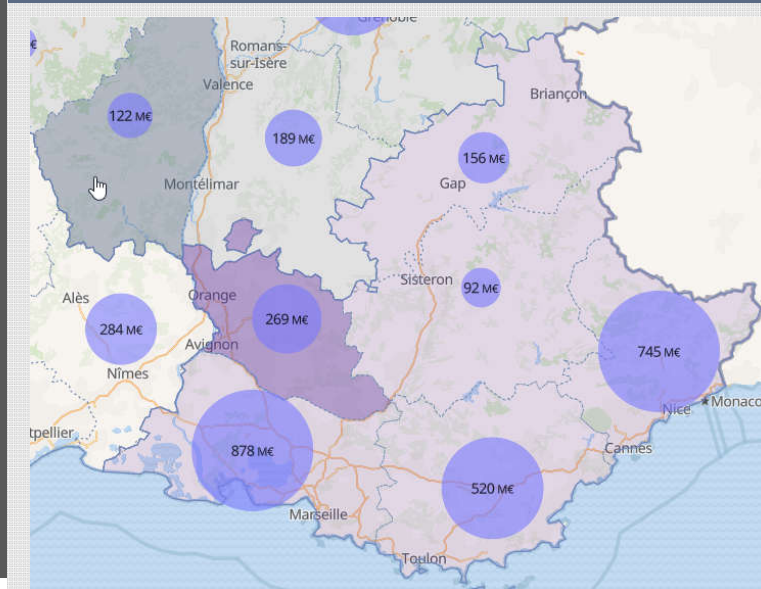 Grenoble
€
Romans-
sur-Isère
Valence
Briançon
122 M€
189 M€
156 M€
Montélimar
Gap
Sisteron
Alès
Orange
92 M€
284 M€
269 M€
Avignon
745 M€
Nîmes
Nice
Monaco
tpellier
878 M€
Cannes
520 M€
Marseille
Toulon